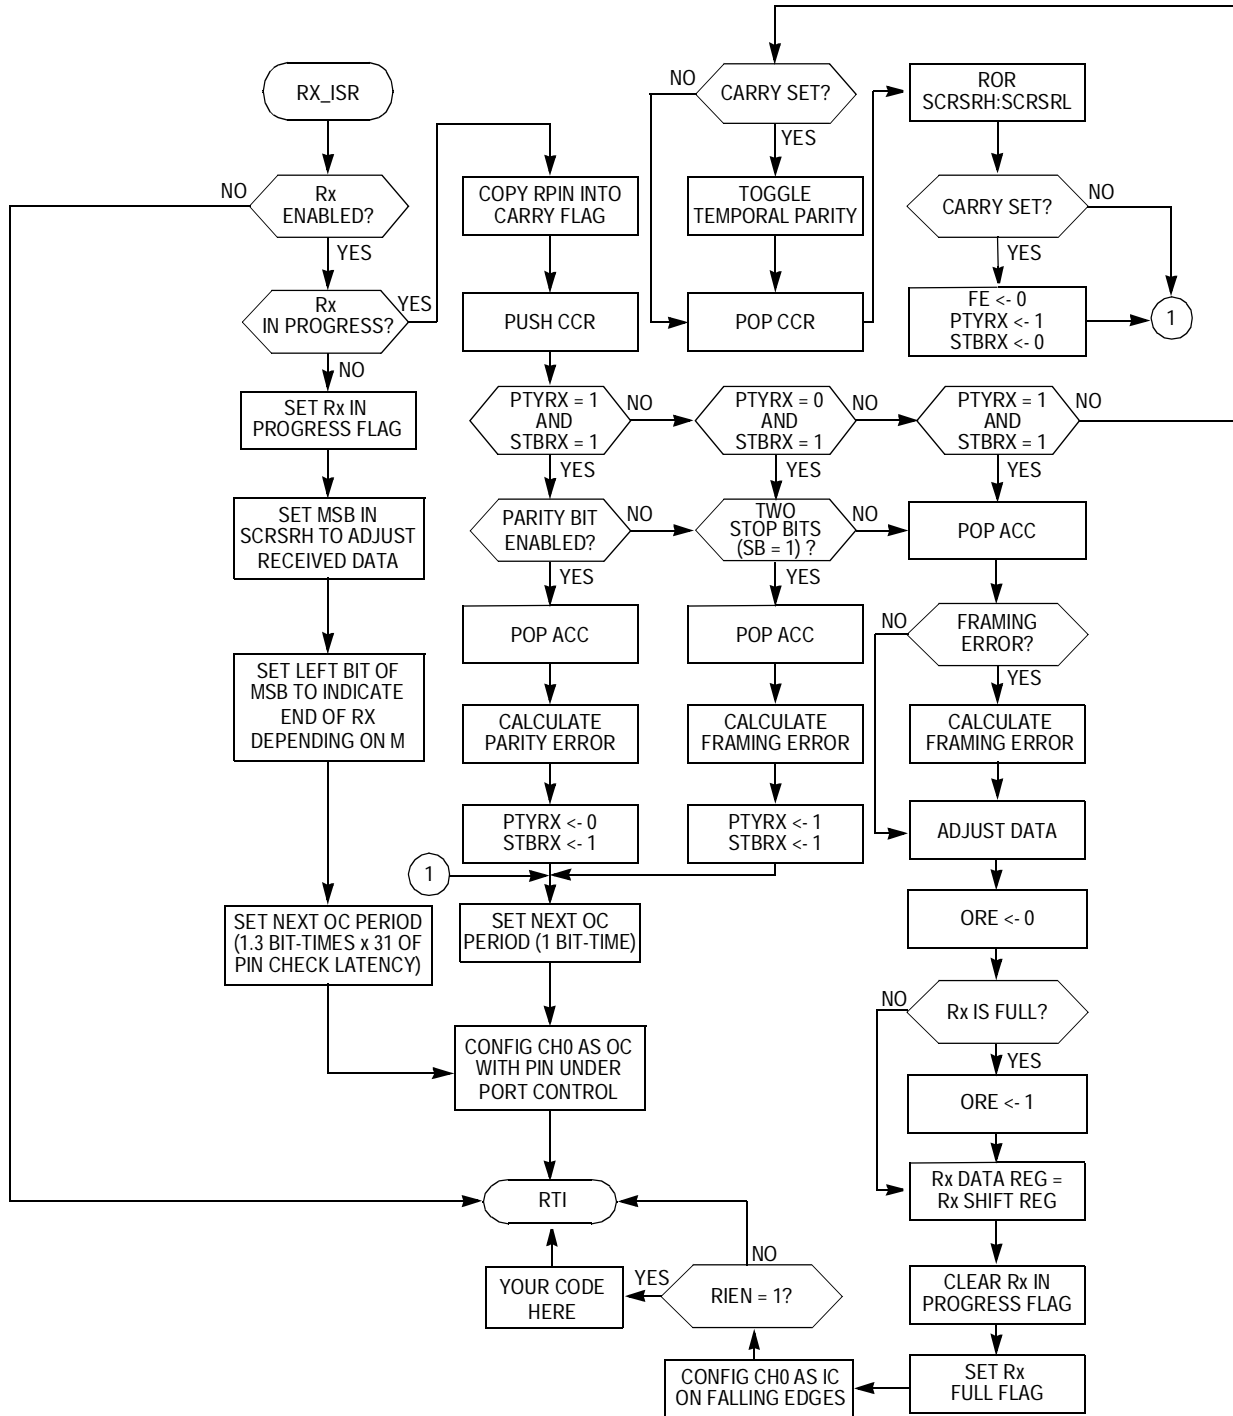 RX_ISR
NO
Rx
ENABLED?
YES
Rx
IN PROGRESS?
YES
NO
SET Rx IN
PROGRESS FLAG
SET MSB IN
SCRSRH TO ADJUST
RECEIVED DATA
SET LEFT BIT OF
MSB TO INDICATE
END OF RX
DEPENDING ON M
SET NEXT OC PERIOD
(1.3 BIT-TIMES x 31 OF
PIN CHECK LATENCY)
COPY RPIN INTO
CARRY FLAG
PUSH CCR
PTYRX = 1
AND
STBRX = 1
NO
YES
PARITY BIT
ENABLED?
NO
YES
POP ACC
CALCULATE
PARITY ERROR
PTYRX <- 0
STBRX <- 1
1
SET NEXT OC
PERIOD (1 BIT-TIME)
CONFIG CH0 AS OC
WITH PIN UNDER
PORT CONTROL
RTI
YOUR CODE
HERE
NO
CARRY SET?
YES
TOGGLE
TEMPORAL PARITY
POP CCR
PTYRX = 0
AND
STBRX = 1
NO
YES
TWO
STOP BITS
(SB = 1) ?
NO
YES
POP ACC
CALCULATE
FRAMING ERROR
PTYRX <- 1
STBRX <- 1
NO
YES
RIEN = 1?
CONFIG CH0 AS IC
ON FALLING EDGES
ROR
SCRSRH:SCRSRL
CARRY SET?
NO
YES
FE <- 0
PTYRX <- 1
STBRX <- 0
1
PTYRX = 1
AND
STBRX = 1
NO
YES
POP ACC
NO
FRAMING
ERROR?
YES
CALCULATE
FRAMING ERROR
ADJUST DATA
ORE <- 0
NO
Rx IS FULL?
YES
ORE <- 1
Rx DATA REG =
Rx SHIFT REG
CLEAR Rx IN
PROGRESS FLAG
SET Rx
FULL FLAG